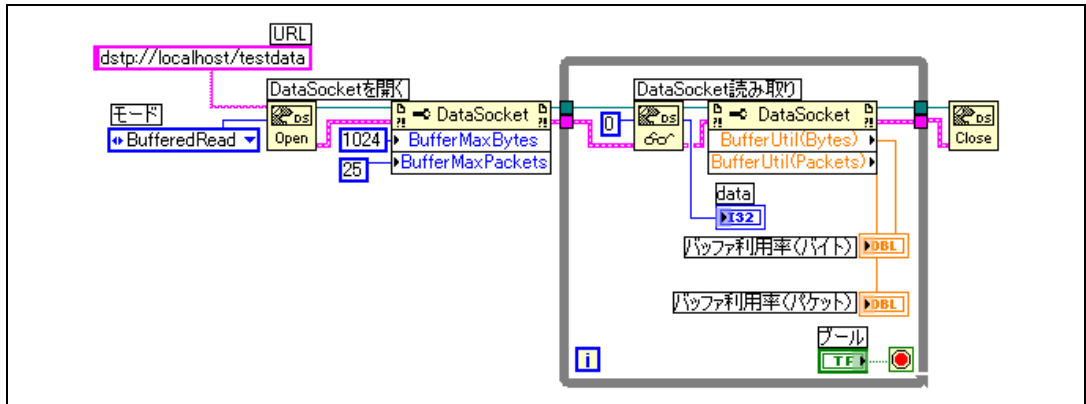 URL
dstp://localhost/testdata
DataSocketを開く
DataSocket読み取り
モード
BufferedRead
DS
Open
1024
25
DataSocket
BufferMaxBytes
BufferMaxPackets
0
DS
DataSocket
BufferUtil(Bytes)
BufferUtil(Packets)
DS
Close
data
I32
バッファ利用率(バイト)
DBL
バッファ利用率(パケット)
DBL
ブール
TF
i